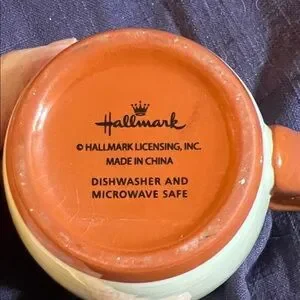 Hallmark
© HALLMARK LICENSING, INC.
MADE IN CHINA
DISHWASHER AND
MICROWAVE SAFE